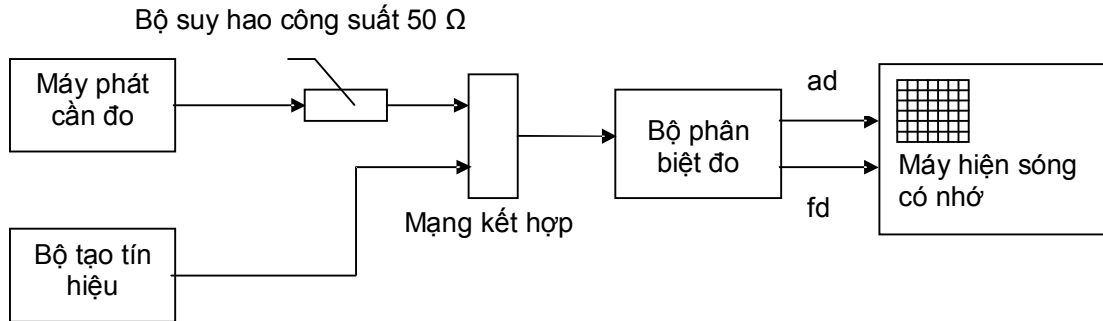 Bộ suy hao công suất 50 Ω
Máy phát
cần đo
ad
Bộ phân
biệt đo
Máy hiện sóng
có nhớ
fd
Mạng kết hợp
Bộ tạo tín
hiệu